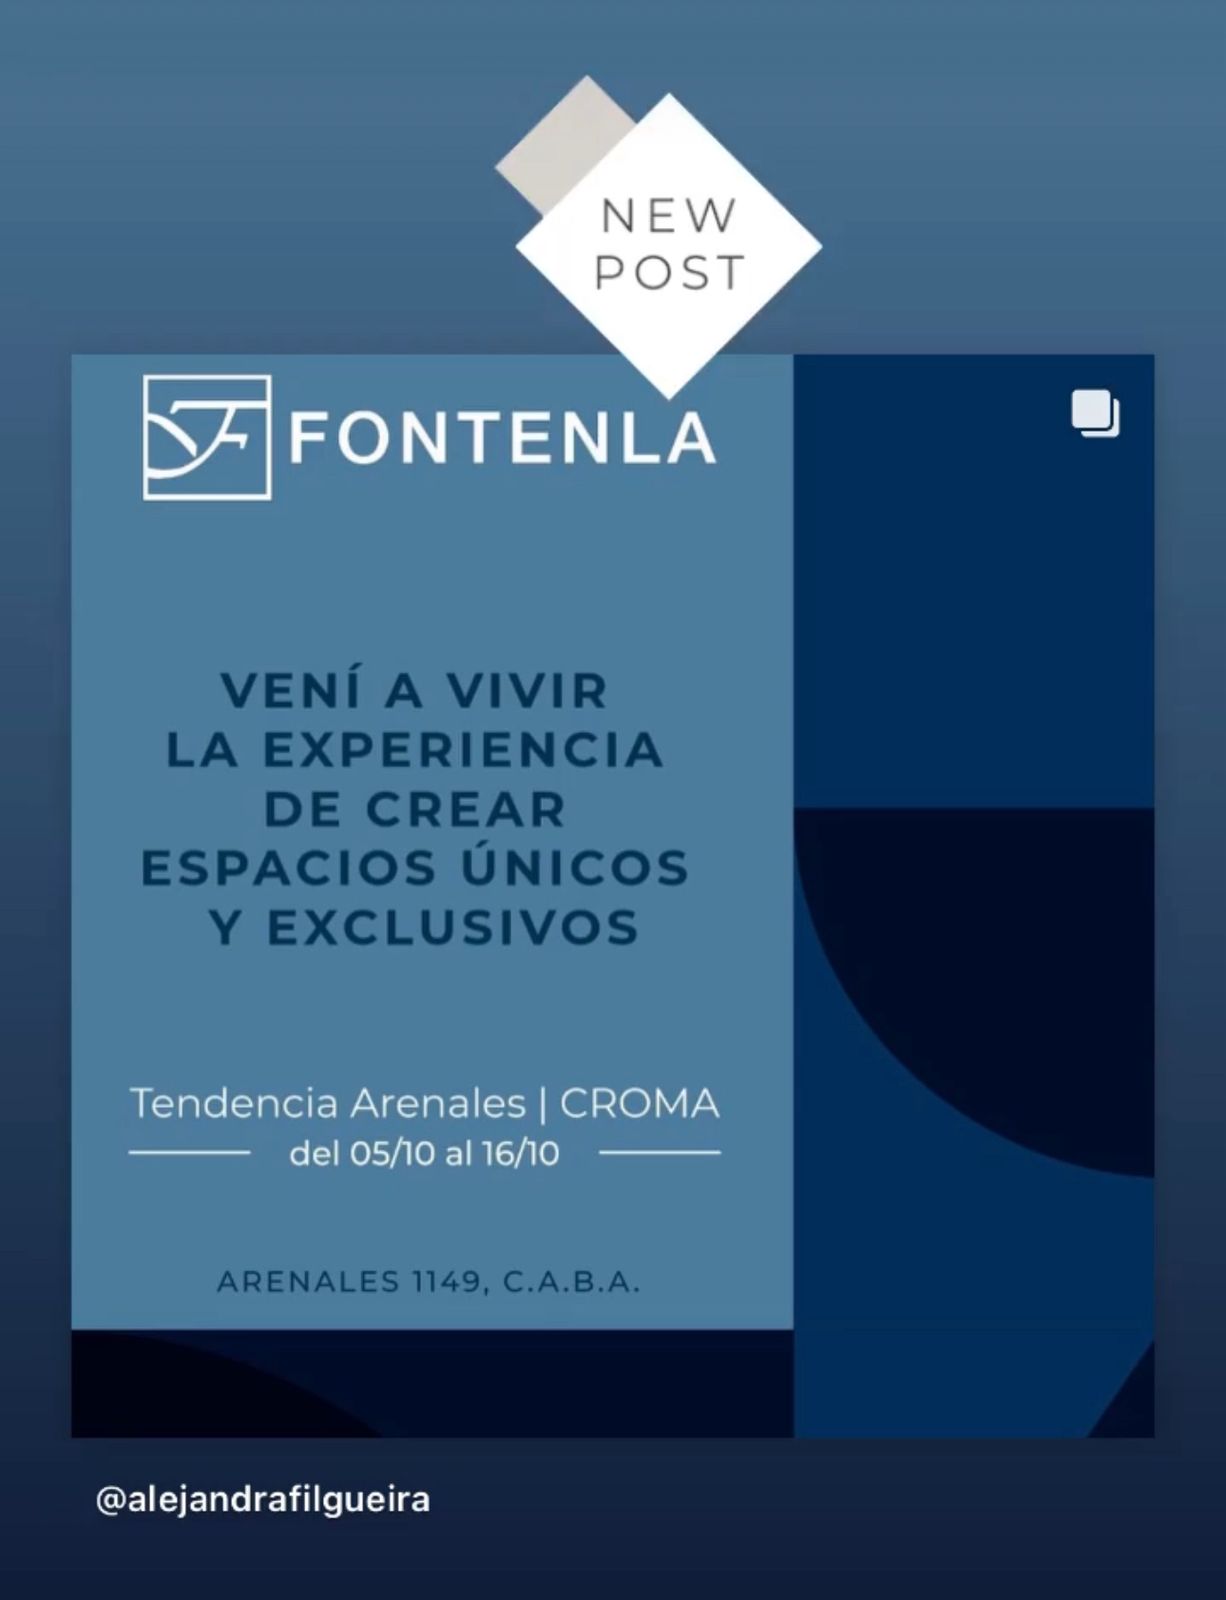 NEW
POST
FONTENLA
VENÍ A VIVIR
LA EXPERIENCIA
DE CREAR
ESPACIOS ÚNICOS
Y EXCLUSIVOS
Tendencia Arenales | CROMA
del 05/10 al 16/10
ARENALES 1149, C.A.B.A.
@alejandrafilgueira